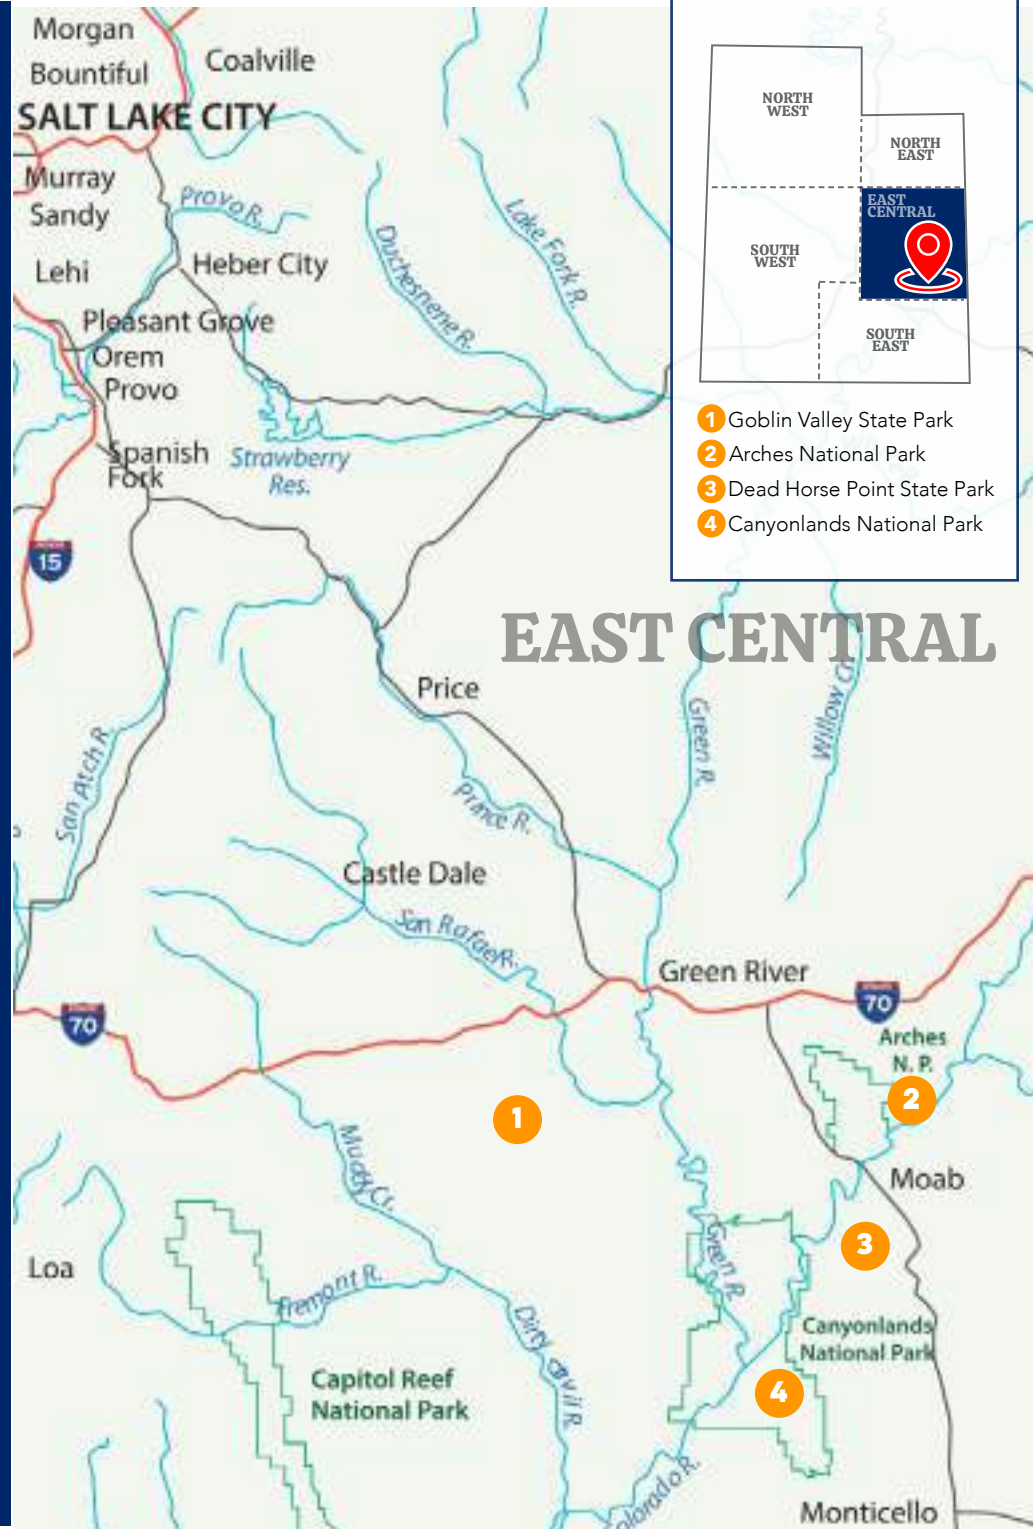 Morgan
Bountiful
Coalville
SALT LAKE CITY
Murray
Sandy
Provo R.
Lehi
Heber City
Duchesnene R.
Lake Fork R.
Pleasant Grove
Orem
Provo
Spanish
Fork
Strawberry
Res.
15
NORTH
WEST
NORTH
EAST
EAST
CENTRAL
SOUTH
WEST
SOUTH
EAST
1 Goblin Valley State Park
2 Arches National Park
3 Dead Horse Point State Park
4 Canyonlands National Park
EAST CENTRAL
Price
Green R.
Willow Cr.
San Atch R.
Prince R.
Castle Dale
San Rafael R.
Green River
70
70
Arches
N. P.
2
1
Muddy Cr.
Moab
3
Loa
Green R.
Fremont R.
Canyonlands
National Park
Dirty Devil R.
Capitol Reef
National Park
4
Colorado R.
Monticello